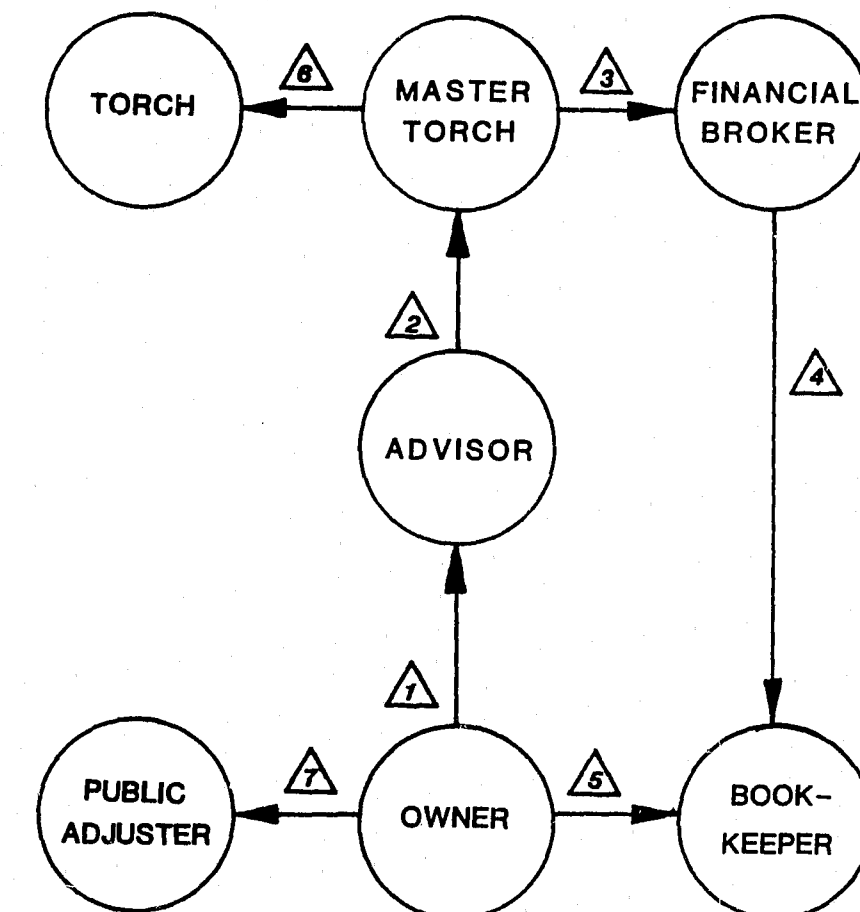 TORCH
6
MASTER
TORCH
3
FINANCIAL
BROKER
2
4
ADVISOR
1
PUBLIC
ADJUSTER
7
OWNER
5
BOOK-
KEEPER